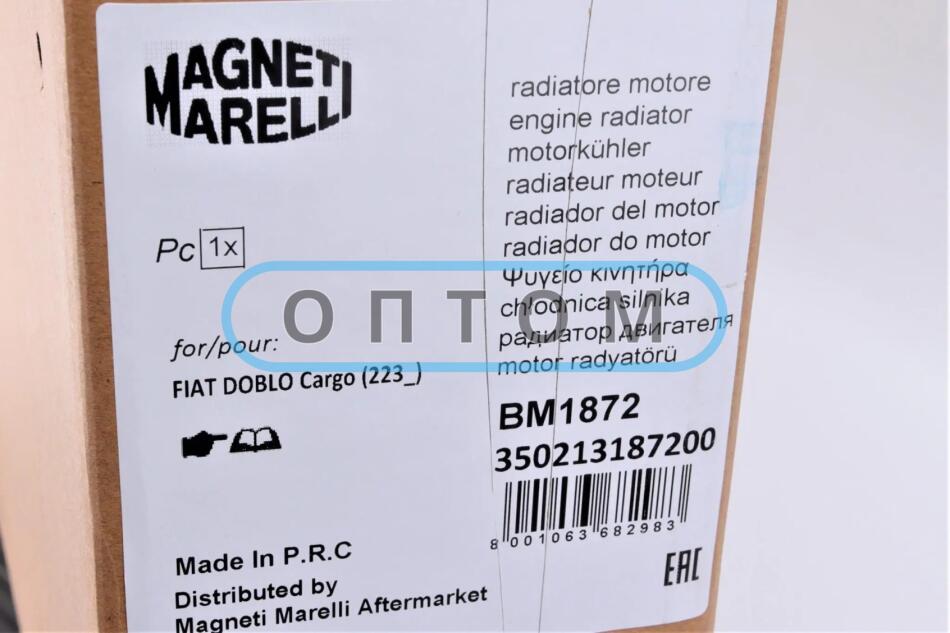 MAGNETI
MARELLI
Pc 1x
for/pour:
FIAT DOBLO Cargo (223_)
Made In P.R.C
Distributed by
Magneti Marelli Aftermarket
radiatore motore
engine radiator
motorkühler
radiateur moteur
radiador del motor
radiador do motor
Ψυγείο κινητήρα
chłodnica silnika
радиатор двигателя
motor radyatörü
ОПТОМ
BM1872
350213187200
8 001063 682983
EAC